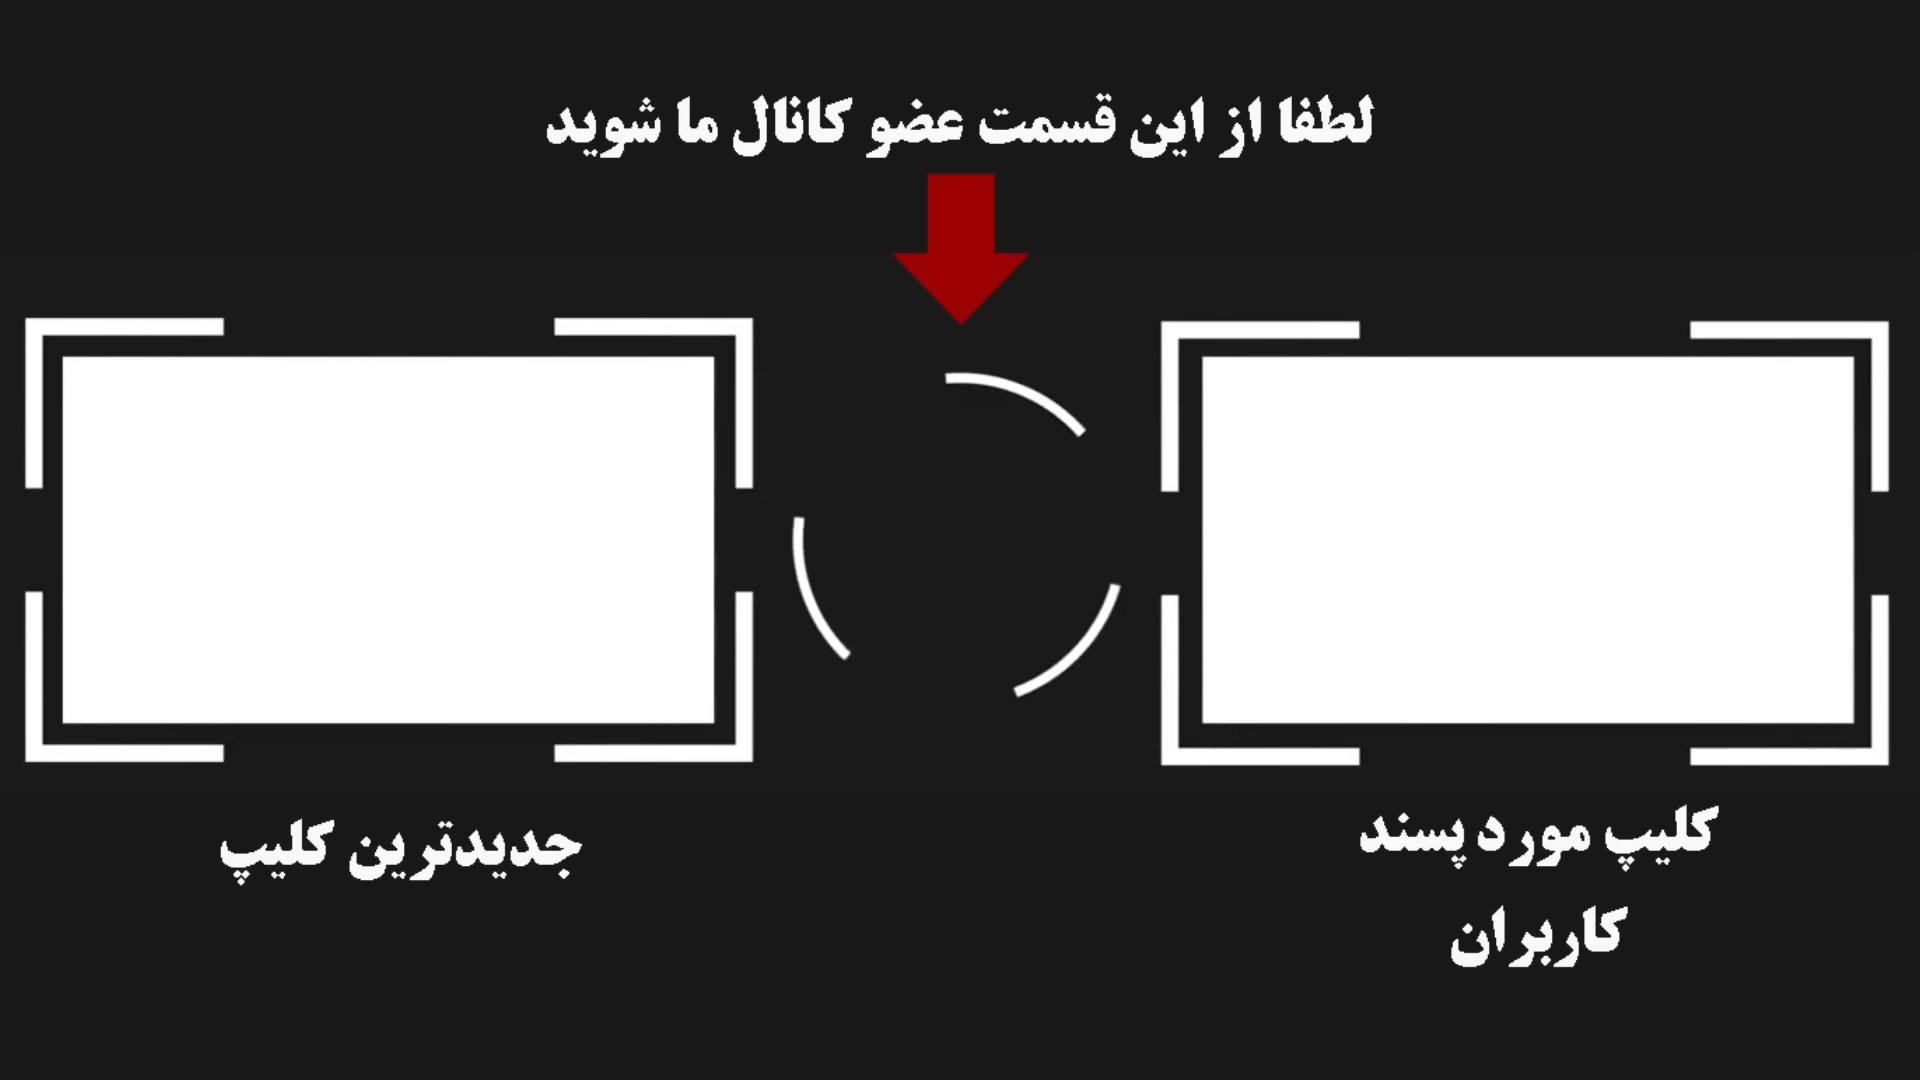 لطفا از این قسمت عضو کانال ما شوید
کلیپ مورد پسند
کاربران
جدیدترین کلیپ